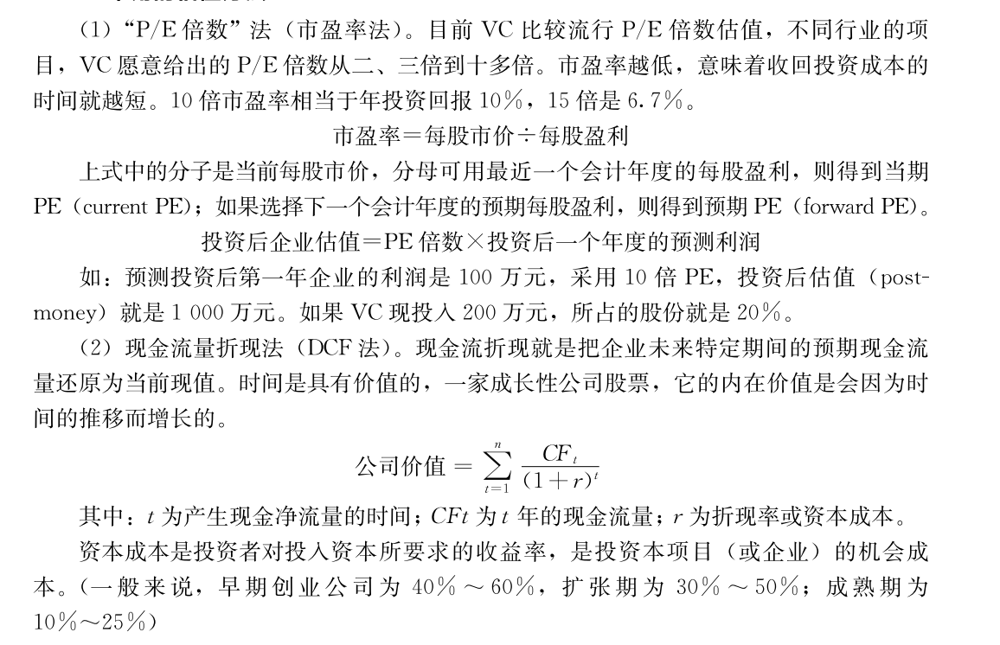 (1)“P/E倍数”法（市盈率法）。目前 VC 比较流行 P/E 倍数估值，不同行业的项
目，VC 愿意给出的 P/E 倍数从二、三倍到十多倍。市盈率越低，意味着收回投资成本的
时间就越短。10 倍市盈率相当于年投资回报 10%，15 倍是 6.7%。
市盈率＝每股市价÷每股盈利
上式中的分子是当前每股市价，分母可用最近一个会计年度的每股盈利，则得到当期
PE（current PE）；如果选择下一个会计年度的预期每股盈利，则得到预期 PE（forward PE）。
投资后企业估值＝PE 倍数×投资后一个年度的预测利润
如：预测投资后第一年企业的利润是 100 万元，采用 10 倍 PE，投资后估值（post-
money）就是 1 000 万元。如果 VC 现投入 200 万元，所占的股份就是 20%。
（2）现金流量折现法（DCF 法）。现金流折现就是把企业未来特定期间的预期现金流
量还原为当前现值。时间是具有价值的，一家成长性公司股票，它的内在价值是会因为时
间的推移而增长的。
公司价值 = ∑_{t=1}^{n} CF_t/(1+r)^t
其中：t 为产生现金净流量的时间；CFt 为 t 年的现金流量；r 为折现率或资本成本。
资本成本是投资者对投入资本所要求的收益率，是投资本项目（或企业）的机会成
本。（一般来说，早期创业公司为 40%～60%，扩张期为 30%～50%；成熟期为
10%～25%）